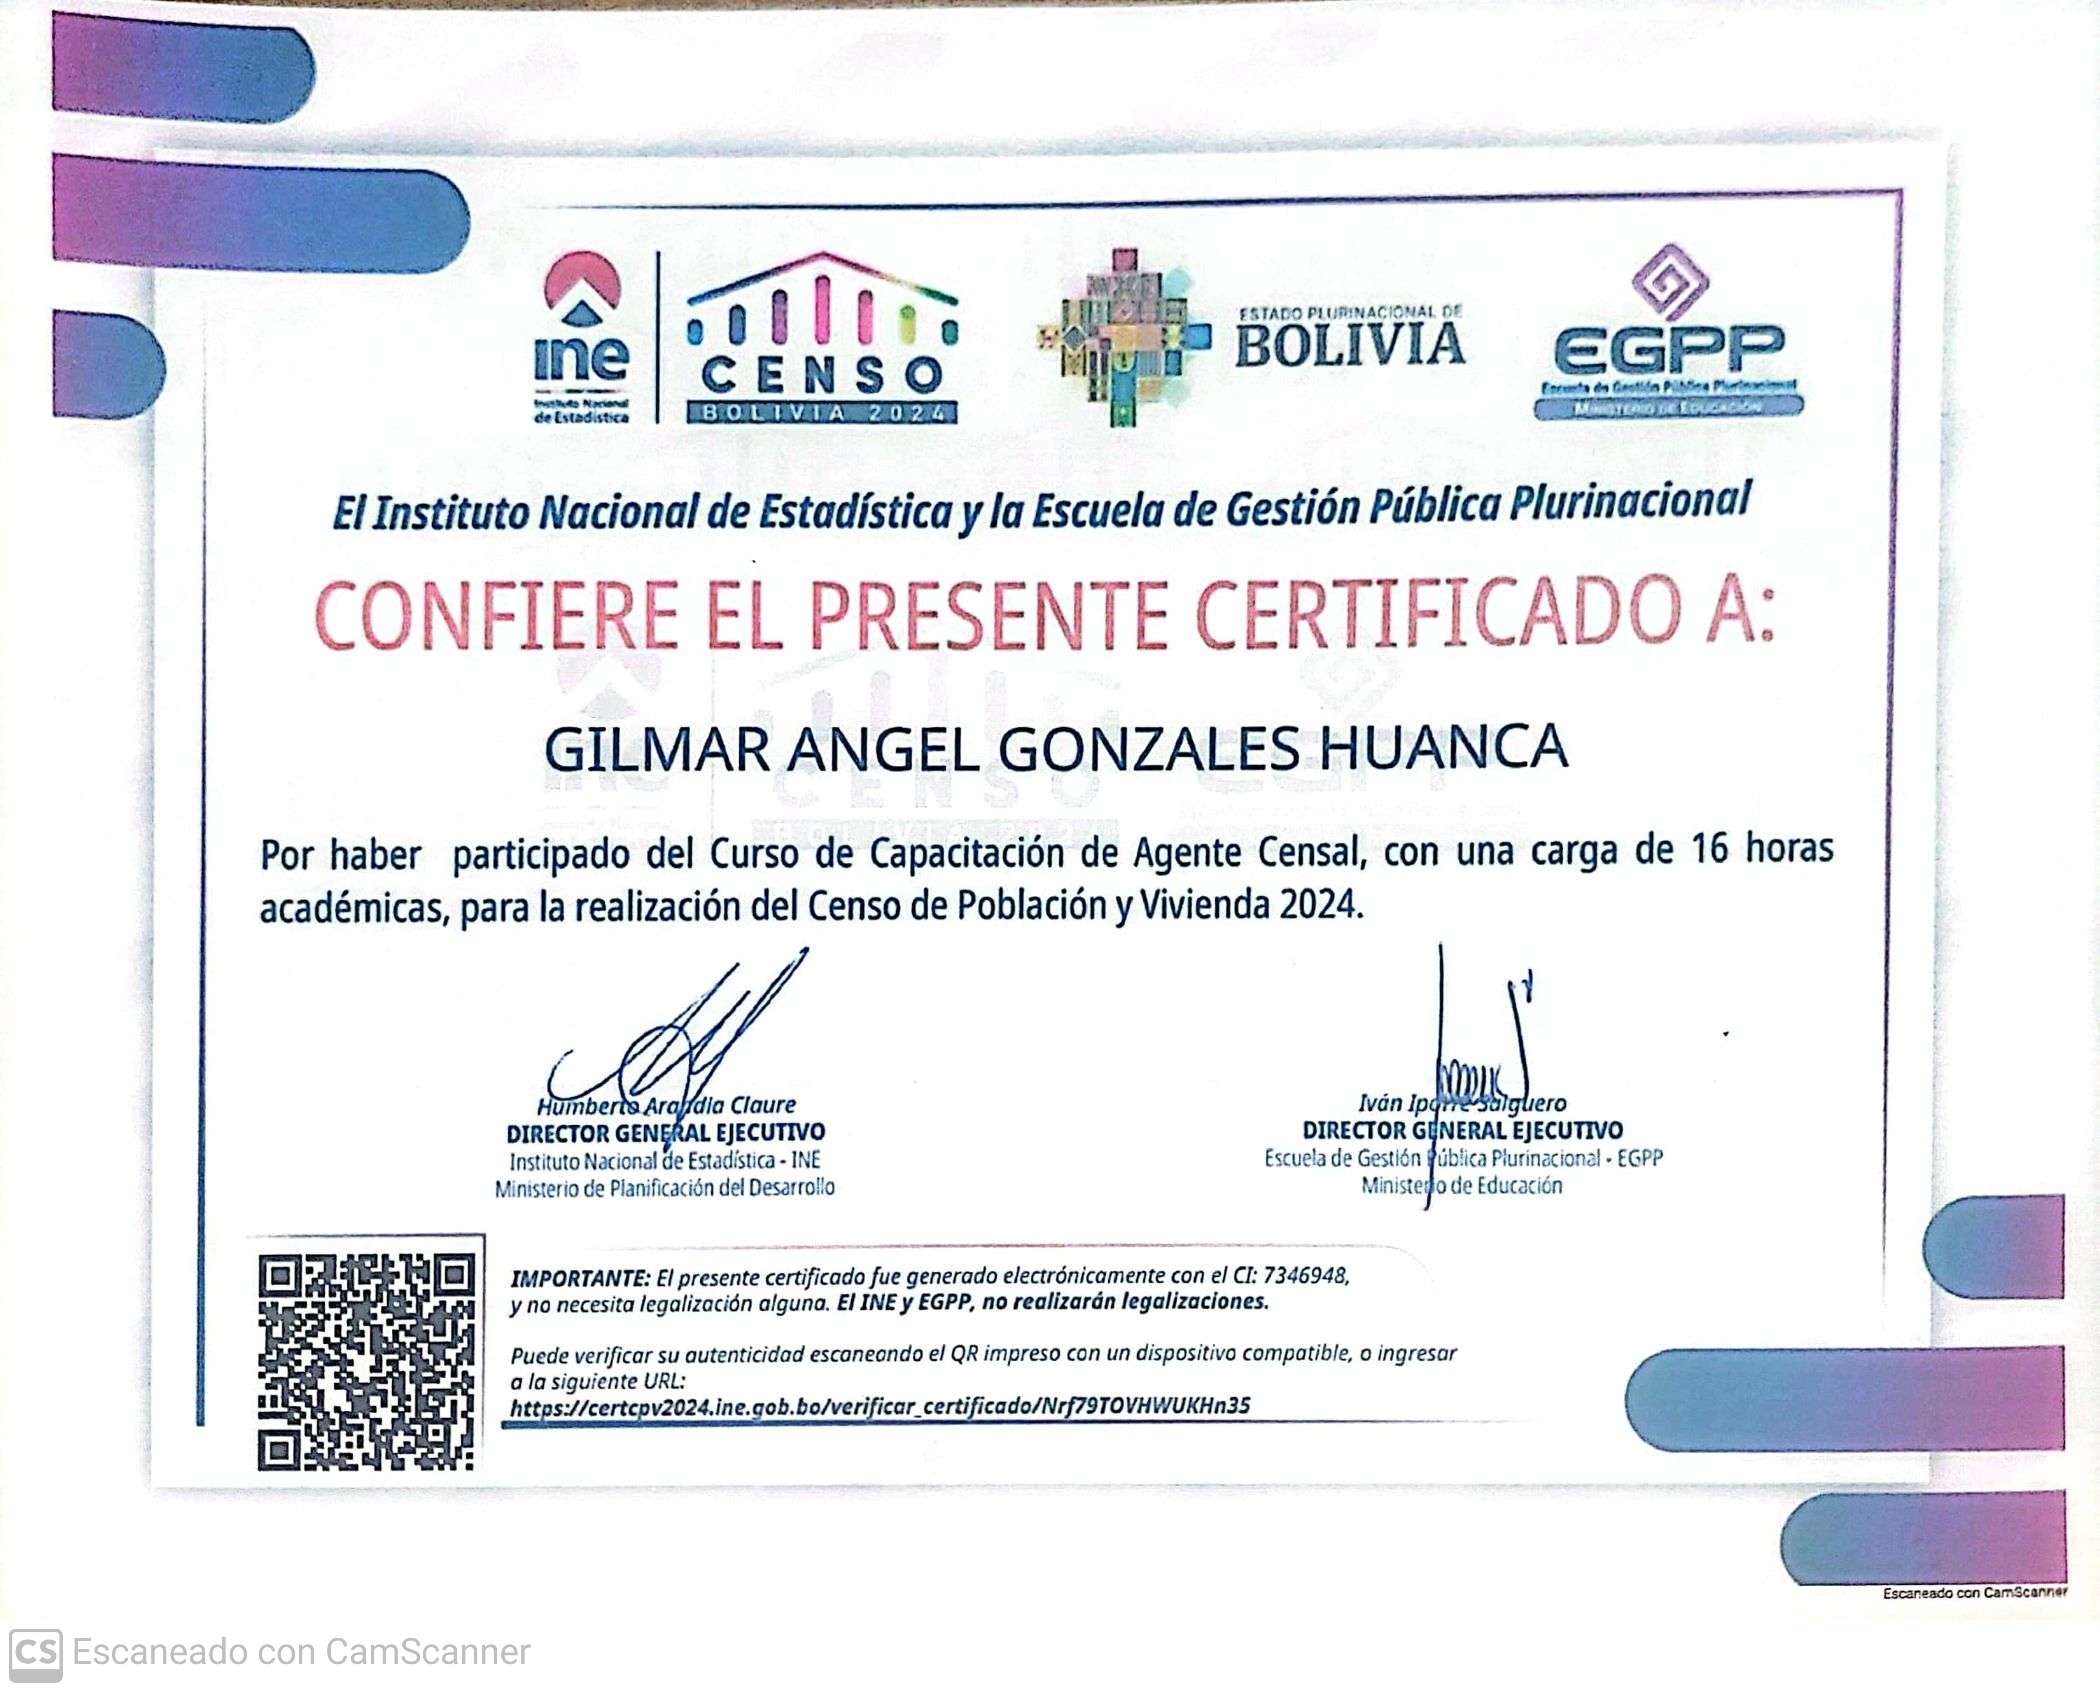 ine
Instituto Nacional
de Estadística
CENSO
BOLIVIA 2024
ESTADO PLURINACIONAL DE
BOLIVIA
EGPP
Escuela de Gestión Pública Plurinacional
MINISTERIO DE EDUCACIÓN
El Instituto Nacional de Estadística y la Escuela de Gestión Pública Plurinacional
CONFIERE EL PRESENTE CERTIFICADO A:
GILMAR ANGEL GONZALES HUANCA
Por haber participado del Curso de Capacitación de Agente Censal, con una carga de 16 horas
académicas, para la realización del Censo de Población y Vivienda 2024.
Humberto Arandia Claure
DIRECTOR GENERAL EJECUTIVO
Instituto Nacional de Estadística - INE
Ministerio de Planificación del Desarrollo
Iván Iporre Salguero
DIRECTOR GENERAL EJECUTIVO
Escuela de Gestión Pública Plurinacional - EGPP
Ministerio de Educación
IMPORTANTE: El presente certificado fue generado electrónicamente con el CI: 7346948,
y no necesita legalización alguna. El INE y EGPP, no realizarán legalizaciones.
Puede verificar su autenticidad escaneando el QR impreso con un dispositivo compatible, o ingresar
a la siguiente URL:
https://certcpv2024.ine.gob.bo/verificar_certificado/Nrf79TOVHWUKHn35
Escaneado con CamScanner
CS Escaneado con CamScanner